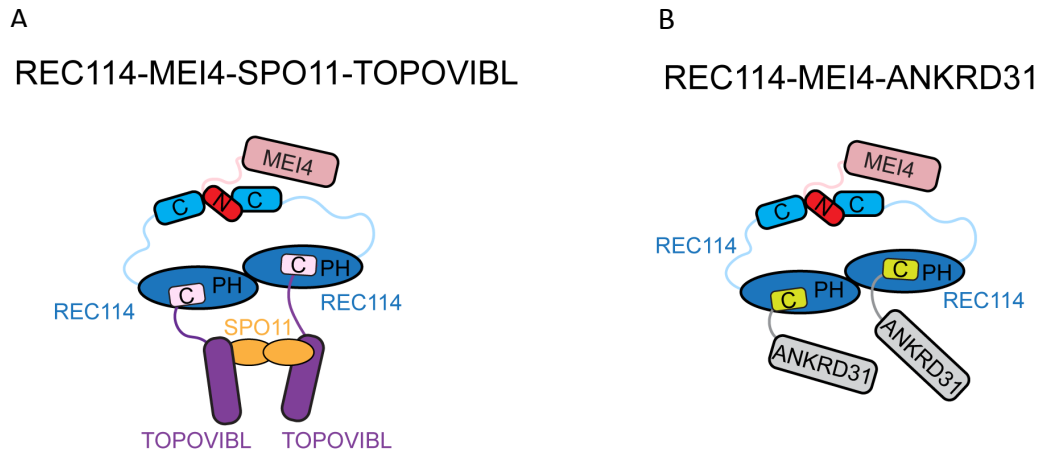 A
REC114-MEI4-SPO11-TOPOVIBL
MEI4
C N C
C PH
C PH
REC114
REC114
SPO11
TOPOVIBL TOPOVIBL
B
REC114-MEI4-ANKRD31
MEI4
C N C
REC114
C PH
C PH
REC114
ANKRD31
ANKRD31